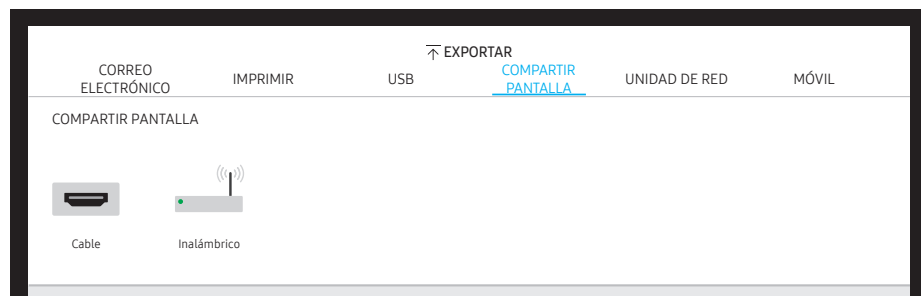 EXPORTAR
CORREO ELECTRÓNICO
IMPRIMIR
USB
COMPARTIR PANTALLA
UNIDAD DE RED
MÓVIL
COMPARTIR PANTALLA
Cable
Inalámbrico